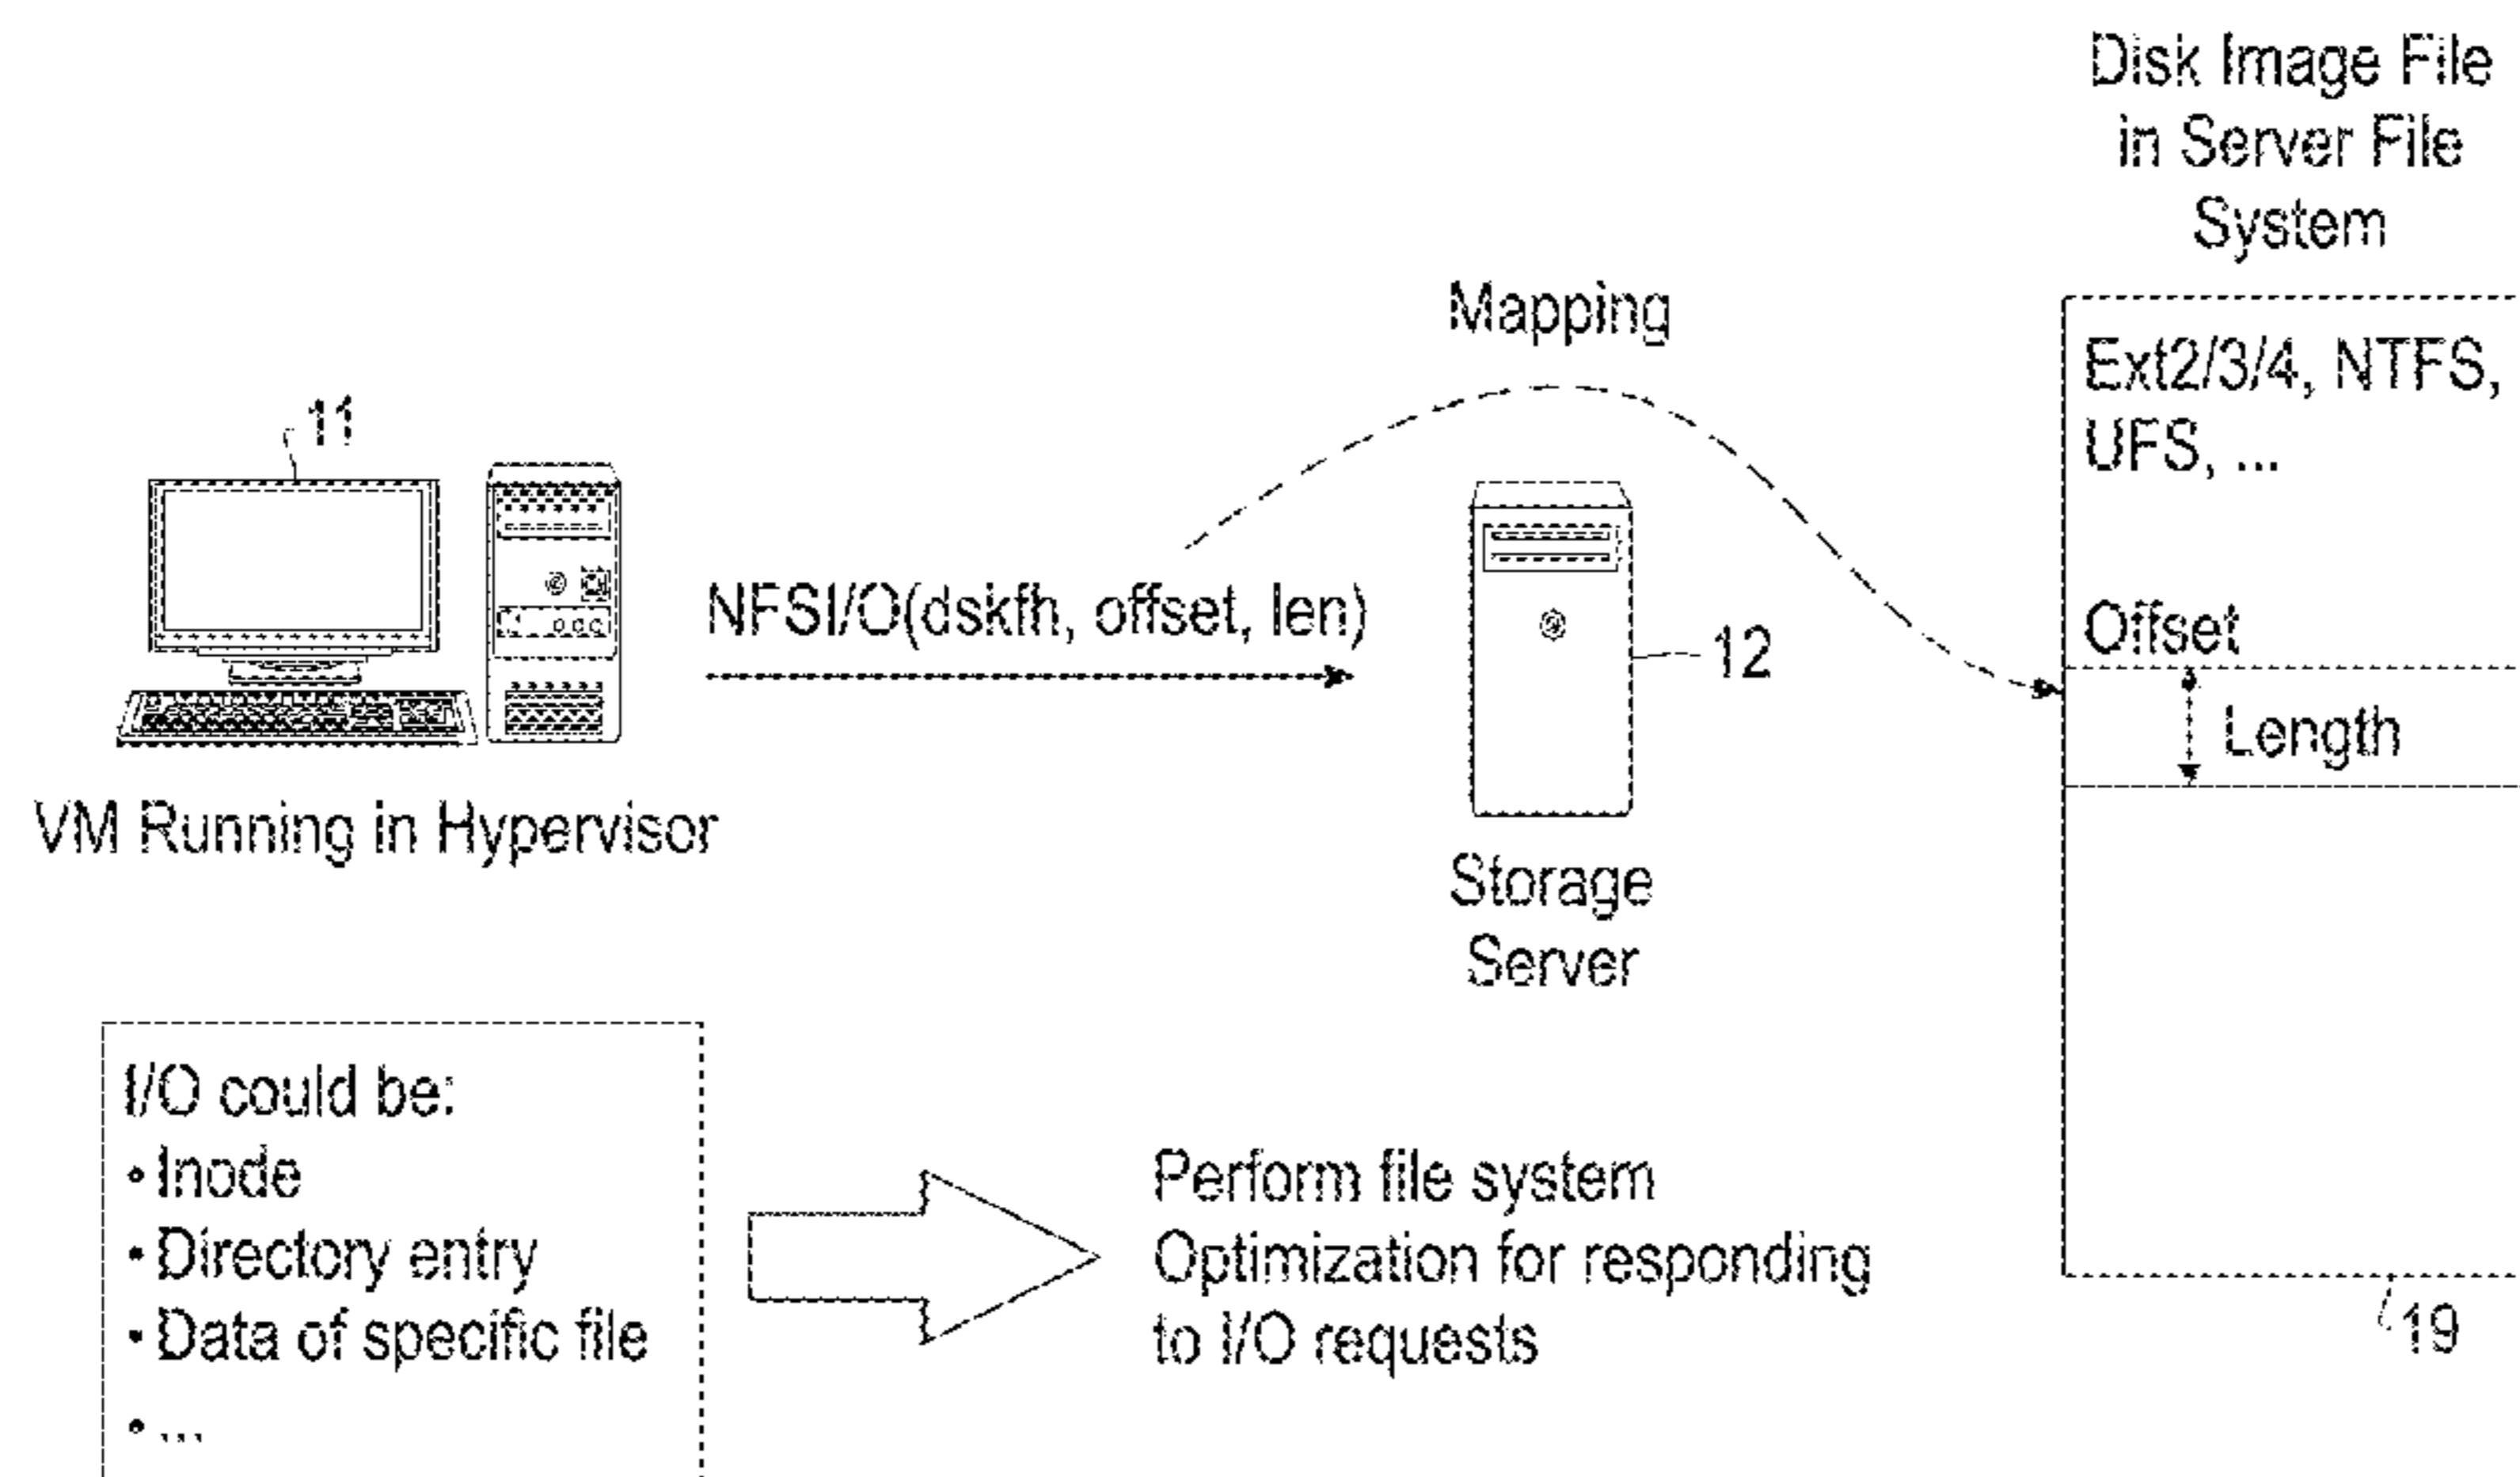 Disk Image File
in Server File
System
Mapping
Ext2/3/4, NTFS,
UFS, ...
11
NFSI/O(dskfh, offset, len)
Offset
12
Length
VM Running in Hypervisor
Storage
Server
I/O could be:
• Inode
• Directory entry
• Data of specific file
• ...
Perform file system
Optimization for responding
to I/O requests
19